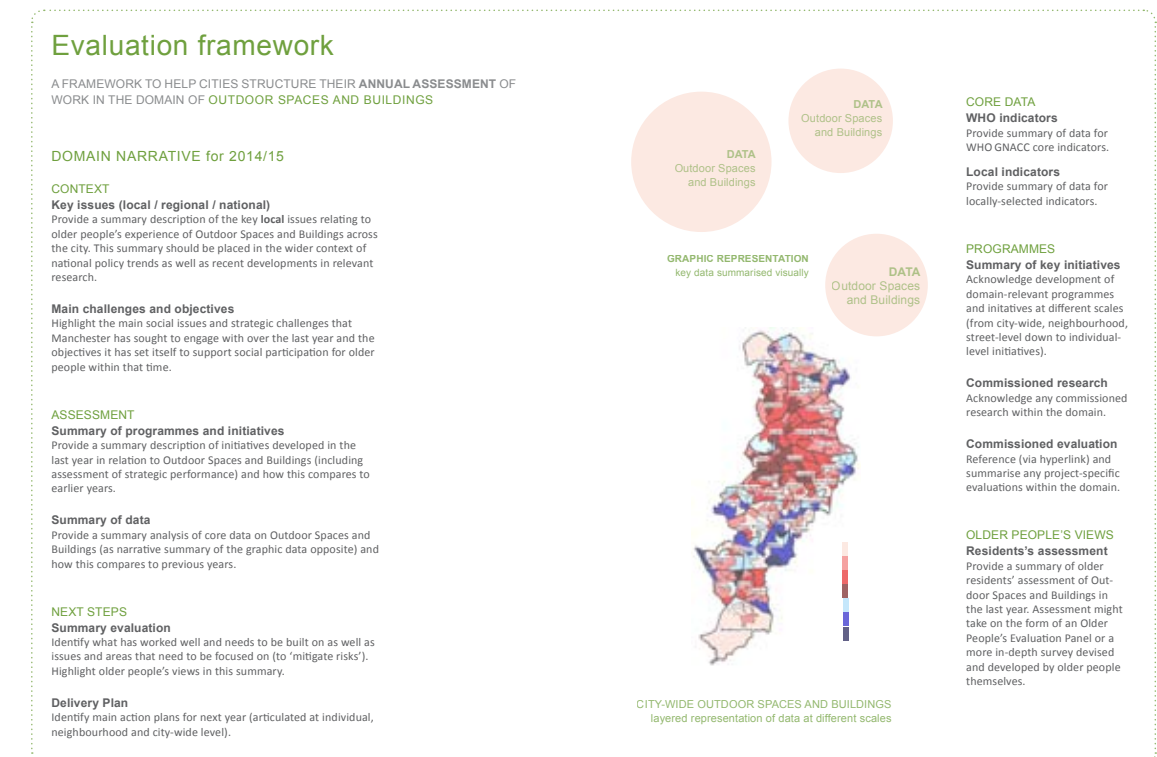 Evaluation framework
A FRAMEWORK TO HELP CITIES STRUCTURE THEIR ANNUAL ASSESSMENT OF
WORK IN THE DOMAIN OF OUTDOOR SPACES AND BUILDINGS
DOMAIN NARRATIVE for 2014/15
CONTEXT
Key issues (local / regional / national)
Provide a summary description of the key local issues relating to
older people's experience of Outdoor Spaces and Buildings across
the city. This summary should be placed in the wider context of
national policy trends as well as recent developments in relevant
research.
Main challenges and objectives
Highlight the main social issues and strategic challenges that
Manchester has sought to engage with over the last year and the
objectives it has set itself to support social participation for older
people within that time.
ASSESSMENT
Summary of programmes and initiatives
Provide a summary description of initiatives developed in the
last year in relation to Outdoor Spaces and Buildings (including
assessment of strategic performance) and how this compares to
earlier years.
Summary of data
Provide a summary analysis of core data on Outdoor Spaces and
Buildings (as narrative summary of the graphic data opposite) and
how this compares to previous years.
NEXT STEPS
Summary evaluation
Identify what has worked well and needs to be built on as well as
issues and areas that need to be focused on (to 'mitigate risks').
Highlight older people's views in this summary.
Delivery Plan
Identify main action plans for next year (articulated at individual,
neighbourhood and city-wide level).
DATA
Outdoor Spaces
and Buildings
DATA
Outdoor Spaces
and Buildings
GRAPHIC REPRESENTATION
key data summarised visually
DATA
Outdoor Spaces
and Buildings
CITY-WIDE OUTDOOR SPACES AND BUILDINGS
layered representation of data at different scales
CORE DATA
WHO indicators
Provide summary of data for
WHO GNACC core indicators.
Local indicators
Provide summary of data for
locally-selected indicators.
PROGRAMMES
Summary of key initiatives
Acknowledge development of
domain-relevant programmes
and initatives at different scales
(from city-wide, neighbourhood,
street-level down to individual-
level initiatives).
Commissioned research
Acknowledge any commissioned
research within the domain.
Commissioned evaluation
Reference (via hyperlink) and
summarise any project-specific
evaluations within the domain.
OLDER PEOPLE'S VIEWS
Residents's assessment
Provide a summary of older
residents' assessment of Out-
door Spaces and Buildings in
the last year. Assessment might
take on the form of an Older
People's Evaluation Panel or a
more in-depth survey devised
and developed by older people
themselves.